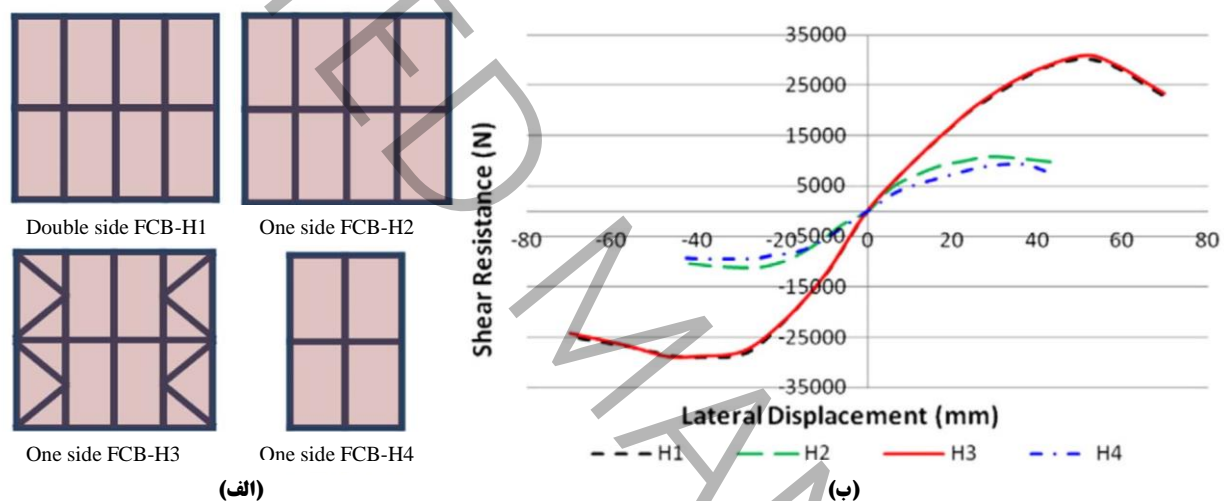 Double side FCB-H1
One side FCB-H2
One side FCB-H3
One side FCB-H4
(الف)
Shear Resistance (N)
35000
25000
15000
5000
-5000
-15000
-25000
-35000
-80 -60 -40 -20 0 20 40 60 80
Lateral Displacement (mm)
H1 H2 H3 H4
(ب)
ED MA